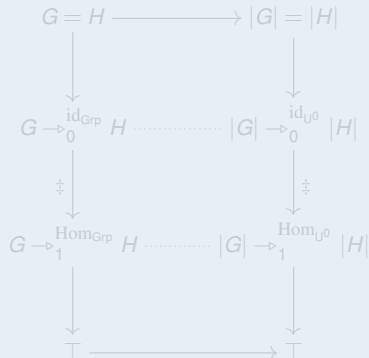 G = H |G| = |H|
G →₀^{id_Grp} H |G| →₀^{id_U⁰} |H|
‡ ‡
G →₁^{Hom_Grp} H |G| →₁^{Hom_U⁰} |H|
⊤ ⊤